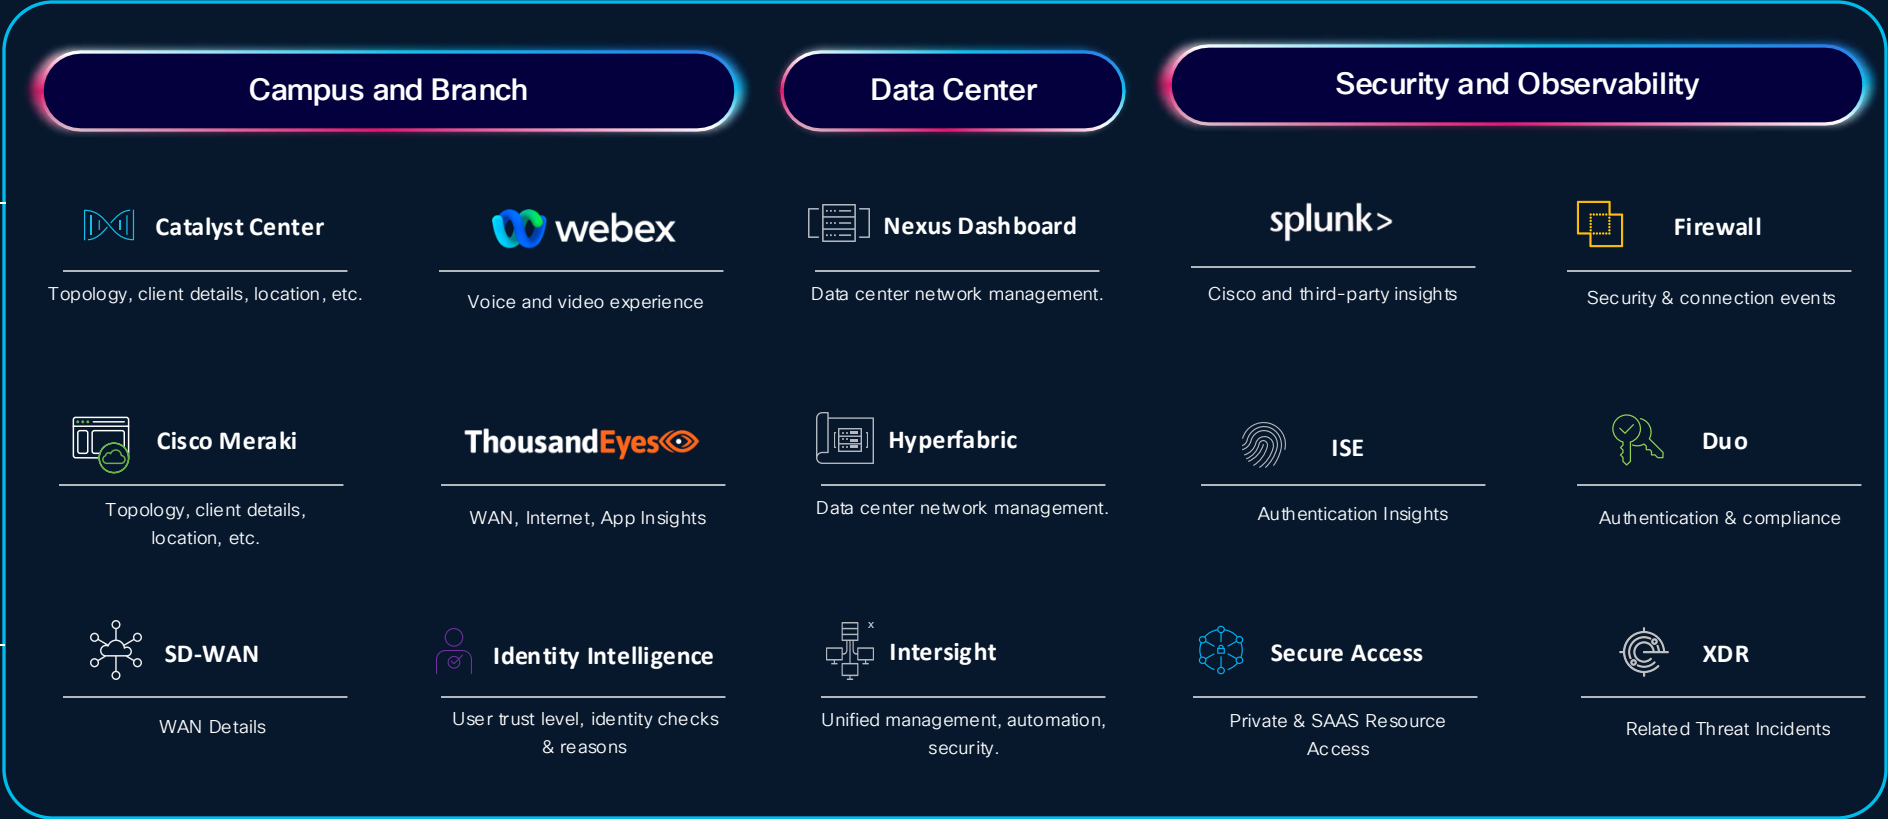 Campus and Branch
Data Center
Security and Observability
Catalyst Center
Topology, client details, location, etc.
webex
Voice and video experience
Nexus Dashboard
Data center network management.
splunk>
Cisco and third-party insights
Firewall
Security & connection events
Cisco Meraki
Topology, client details,
location, etc.
ThousandEyes
WAN, Internet, App Insights
Hyperfabric
Data center network management.
ISE
Authentication Insights
Duo
Authentication & compliance
SD-WAN
WAN Details
Identity Intelligence
User trust level, identity checks
& reasons
x
Intersight
Unified management, automation,
security.
Secure Access
Private & SAAS Resource
Access
XDR
Related Threat Incidents